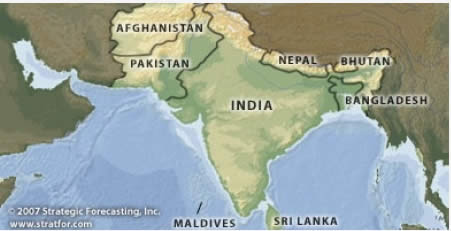 AFGHANISTAN
PAKISTAN
NEPAL
BHUTAN
INDIA
BANGLADESH
© 2007 Strategic Forecasting, Inc.
www.stratfor.com
MALDIVES
SRI LANKA